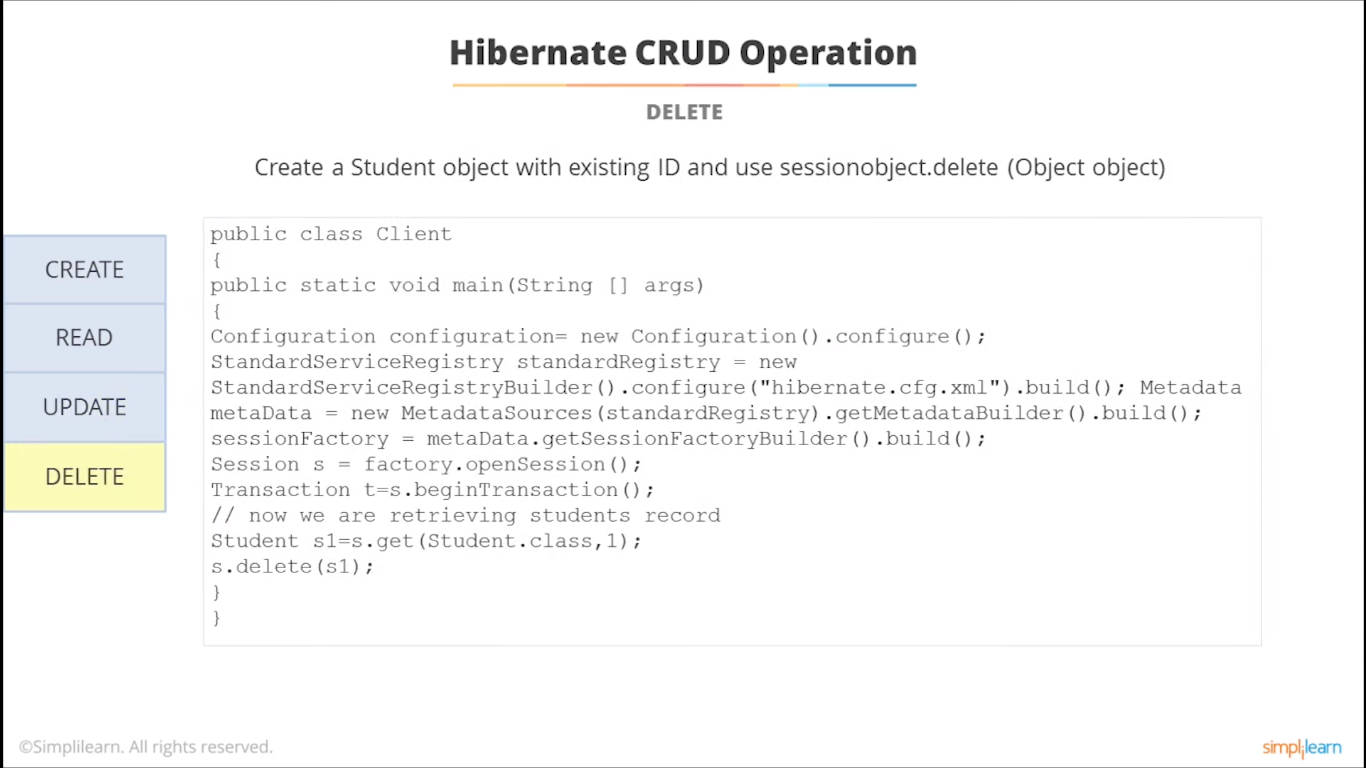 Hibernate CRUD Operation
DELETE
Create a Student object with existing ID and use sessionobject.delete (Object object)
CREATE
READ
UPDATE
DELETE
public class Client
{
public static void main(String [] args)
{
Configuration configuration= new Configuration().configure();
StandardServiceRegistry standardRegistry = new
StandardServiceRegistryBuilder().configure("hibernate.cfg.xml").build(); Metadata
metaData = new MetadataSources(standardRegistry).getMetadataBuilder().build();
sessionFactory = metaData.getSessionFactoryBuilder().build();
Session s = factory.openSession();
Transaction t=s.beginTransaction();
// now we are retrieving students record
Student s1=s.get(Student.class,1);
s.delete(s1);
}
}
©Simplilearn. All rights reserved.
simplilearn